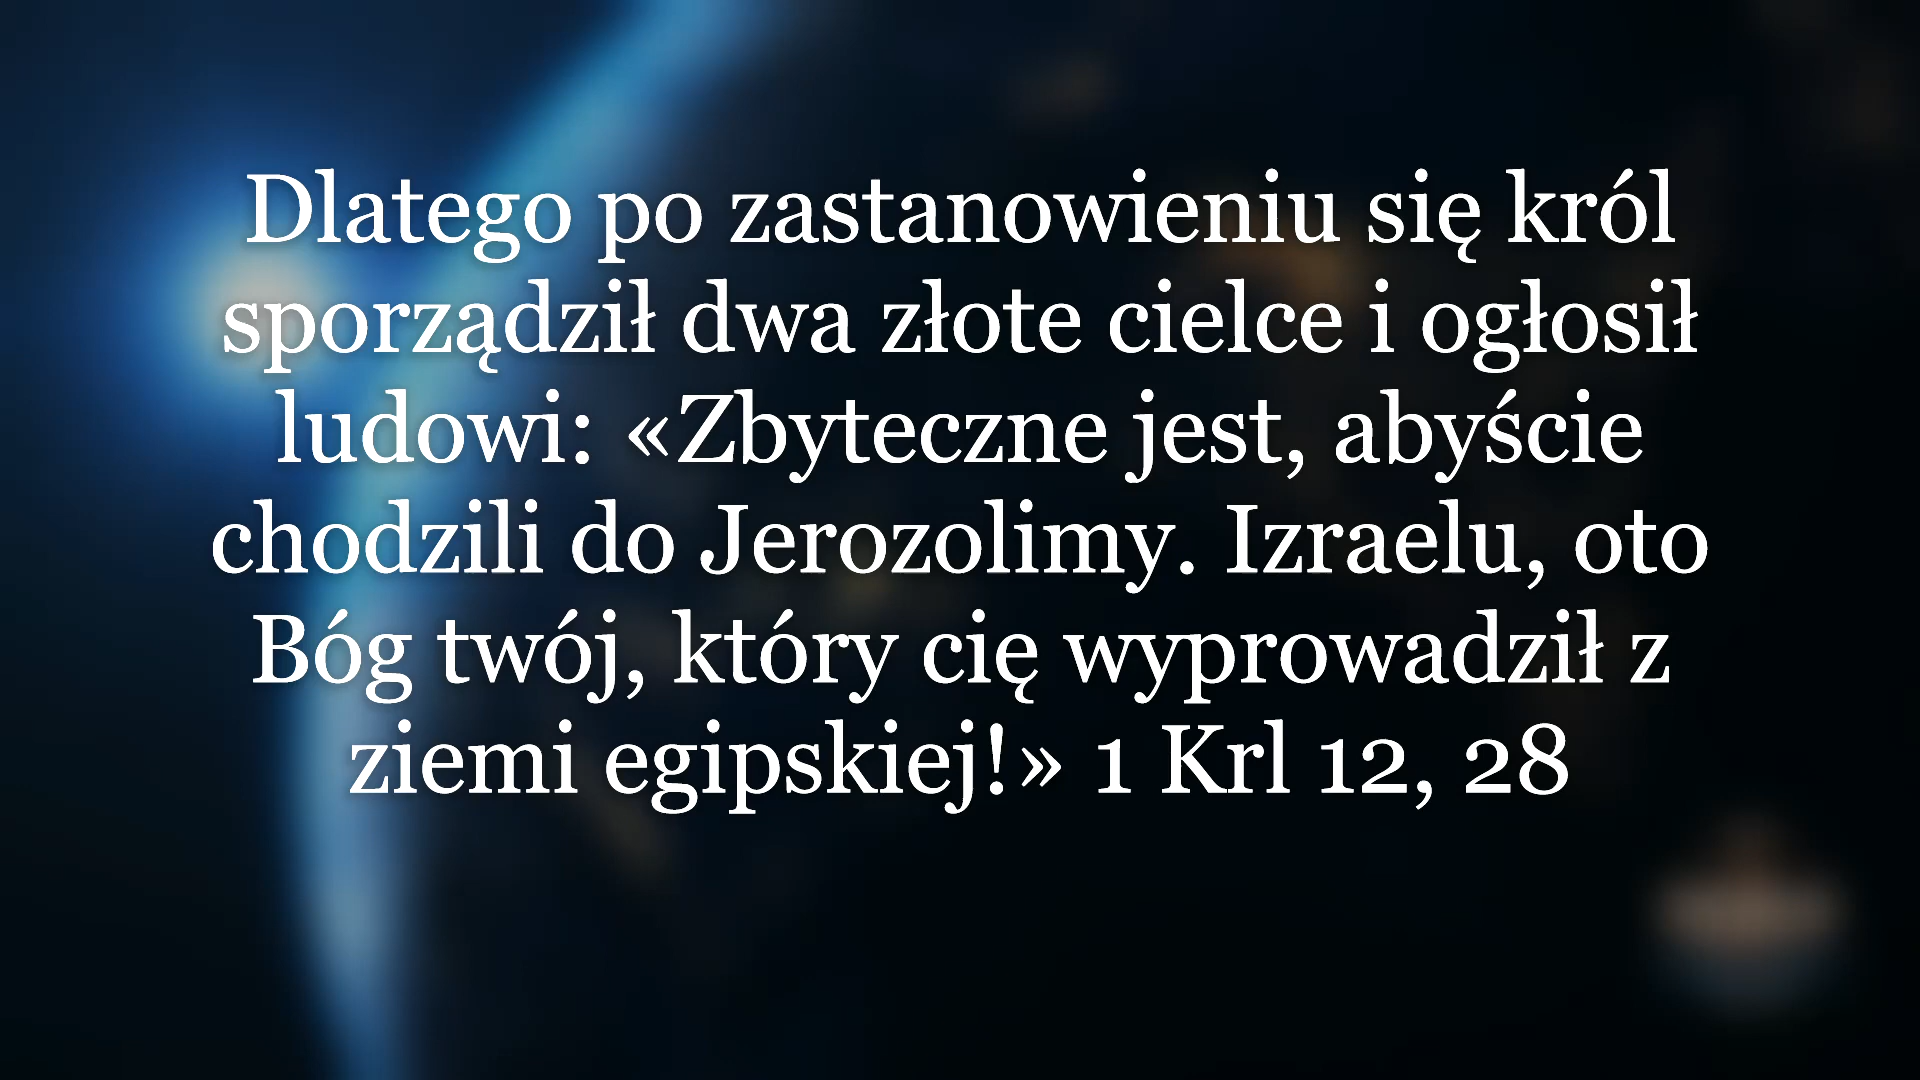 Dlatego po zastanowieniu się król
sporządził dwa złote cielce i ogłosił
ludowi: «Zbyteczne jest, abyście
chodzili do Jerozolimy. Izraelu, oto
Bóg twój, który cię wyprowadził z
ziemi egipskiej!» 1 Krl 12, 28